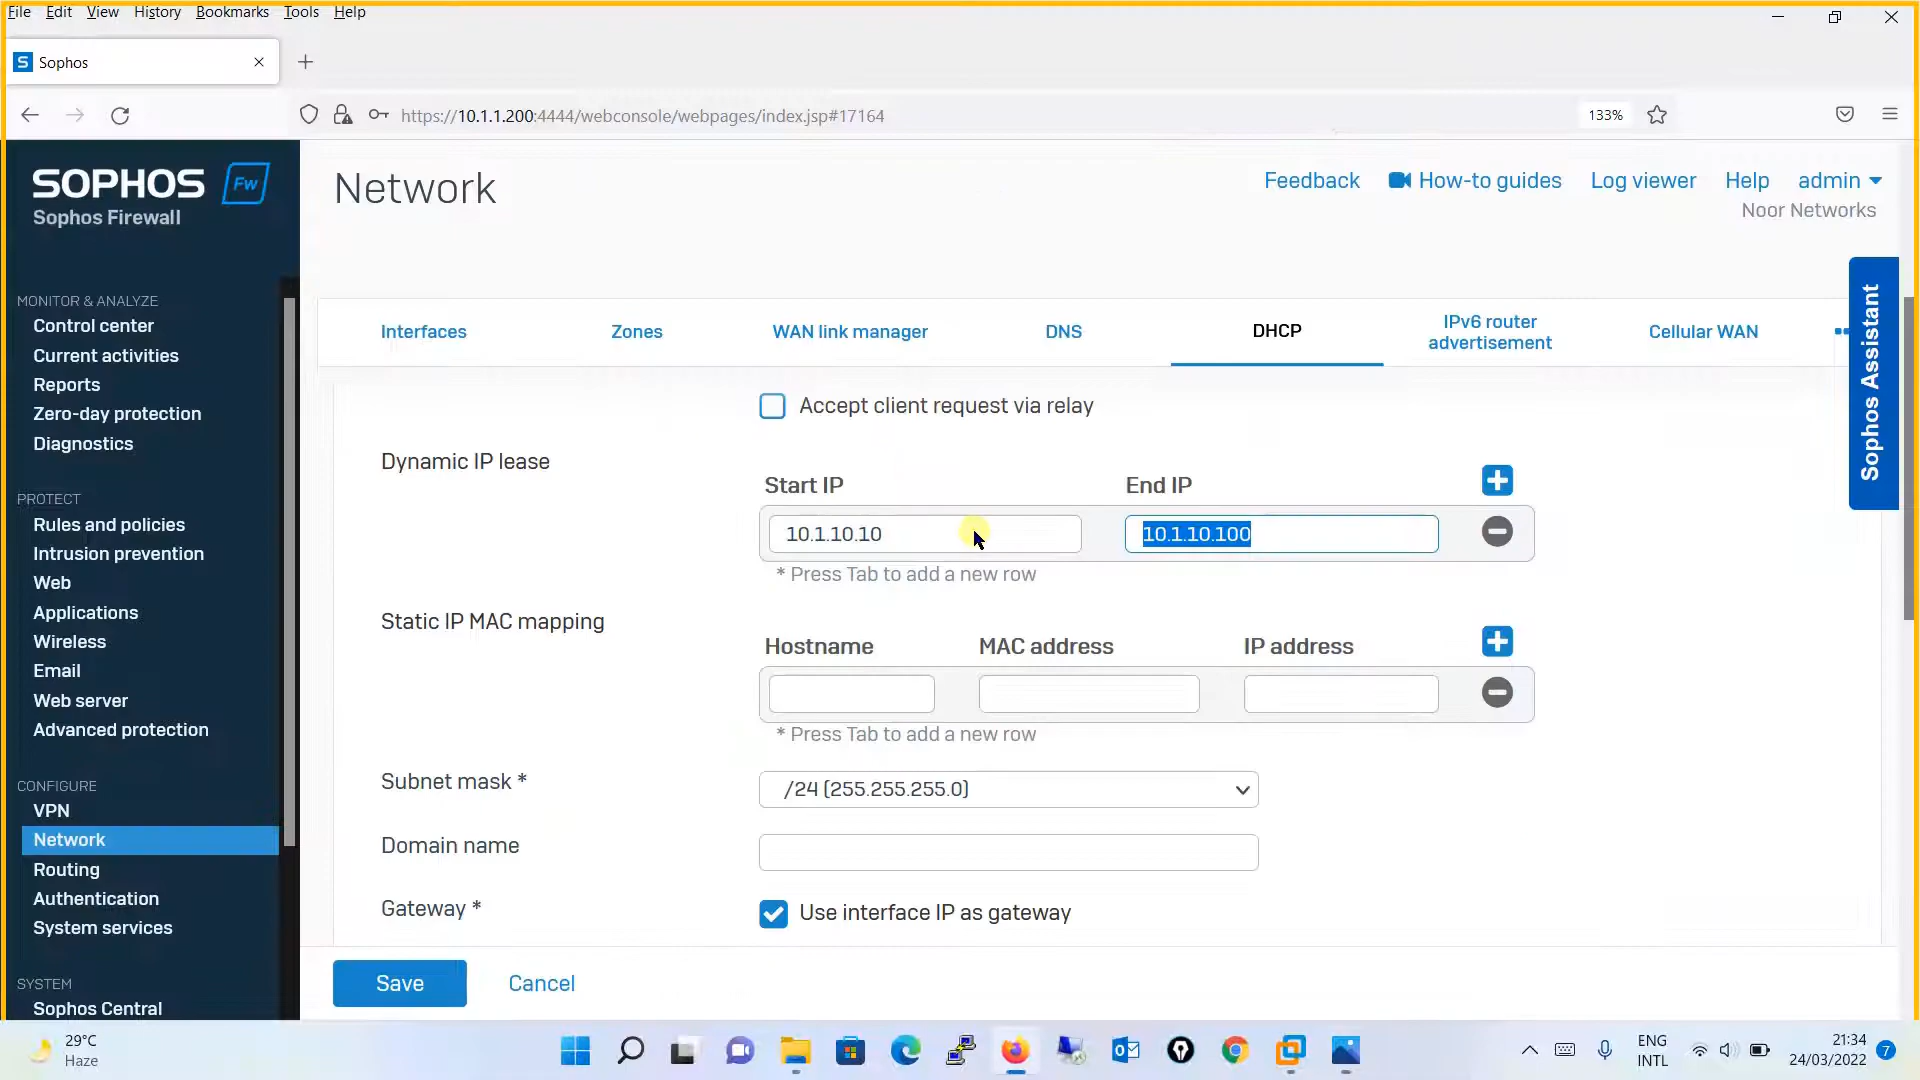 File Edit View History Bookmarks Tools Help
S Sophos
https://10.1.1.200:4444/webconsole/webpages/index.jsp#17164
133%
SOPHOS Fw
Sophos Firewall
Network
Feedback How-to guides Log viewer Help admin
Noor Networks
MONITOR & ANALYZE
Control center
Current activities
Reports
Zero-day protection
Diagnostics
PROTECT
Rules and policies
Intrusion prevention
Web
Applications
Wireless
Email
Web server
Advanced protection
CONFIGURE
VPN
Network
Routing
Authentication
System services
SYSTEM
Sophos Central
Interfaces Zones WAN link manager DNS DHCP IPv6 router advertisement Cellular WAN
Sophos Assistant
Accept client request via relay
Dynamic IP lease
Start IP End IP
10.1.10.10 10.1.10.100
* Press Tab to add a new row
Static IP MAC mapping
Hostname MAC address IP address
* Press Tab to add a new row
Subnet mask * /24 (255.255.255.0)
Domain name
Gateway * Use interface IP as gateway
Save Cancel
29°C
Haze
ENG
INTL
21:34
24/03/2022
7